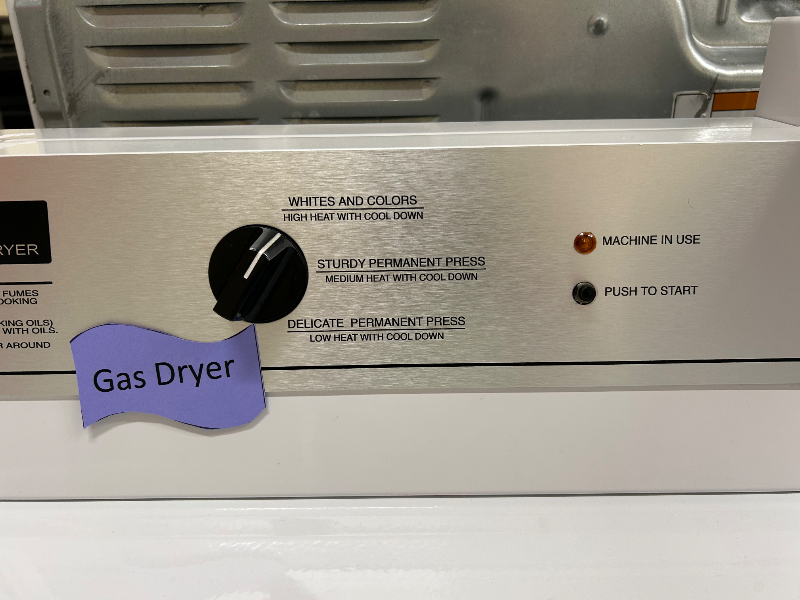 RYER
FUMES
OOKING
KING OILS)
WITH OILS.
R AROUND
WHITES AND COLORS
HIGH HEAT WITH COOL DOWN
STURDY PERMANENT PRESS
MEDIUM HEAT WITH COOL DOWN
DELICATE PERMANENT PRESS
LOW HEAT WITH COOL DOWN
MACHINE IN USE
PUSH TO START
Gas Dryer